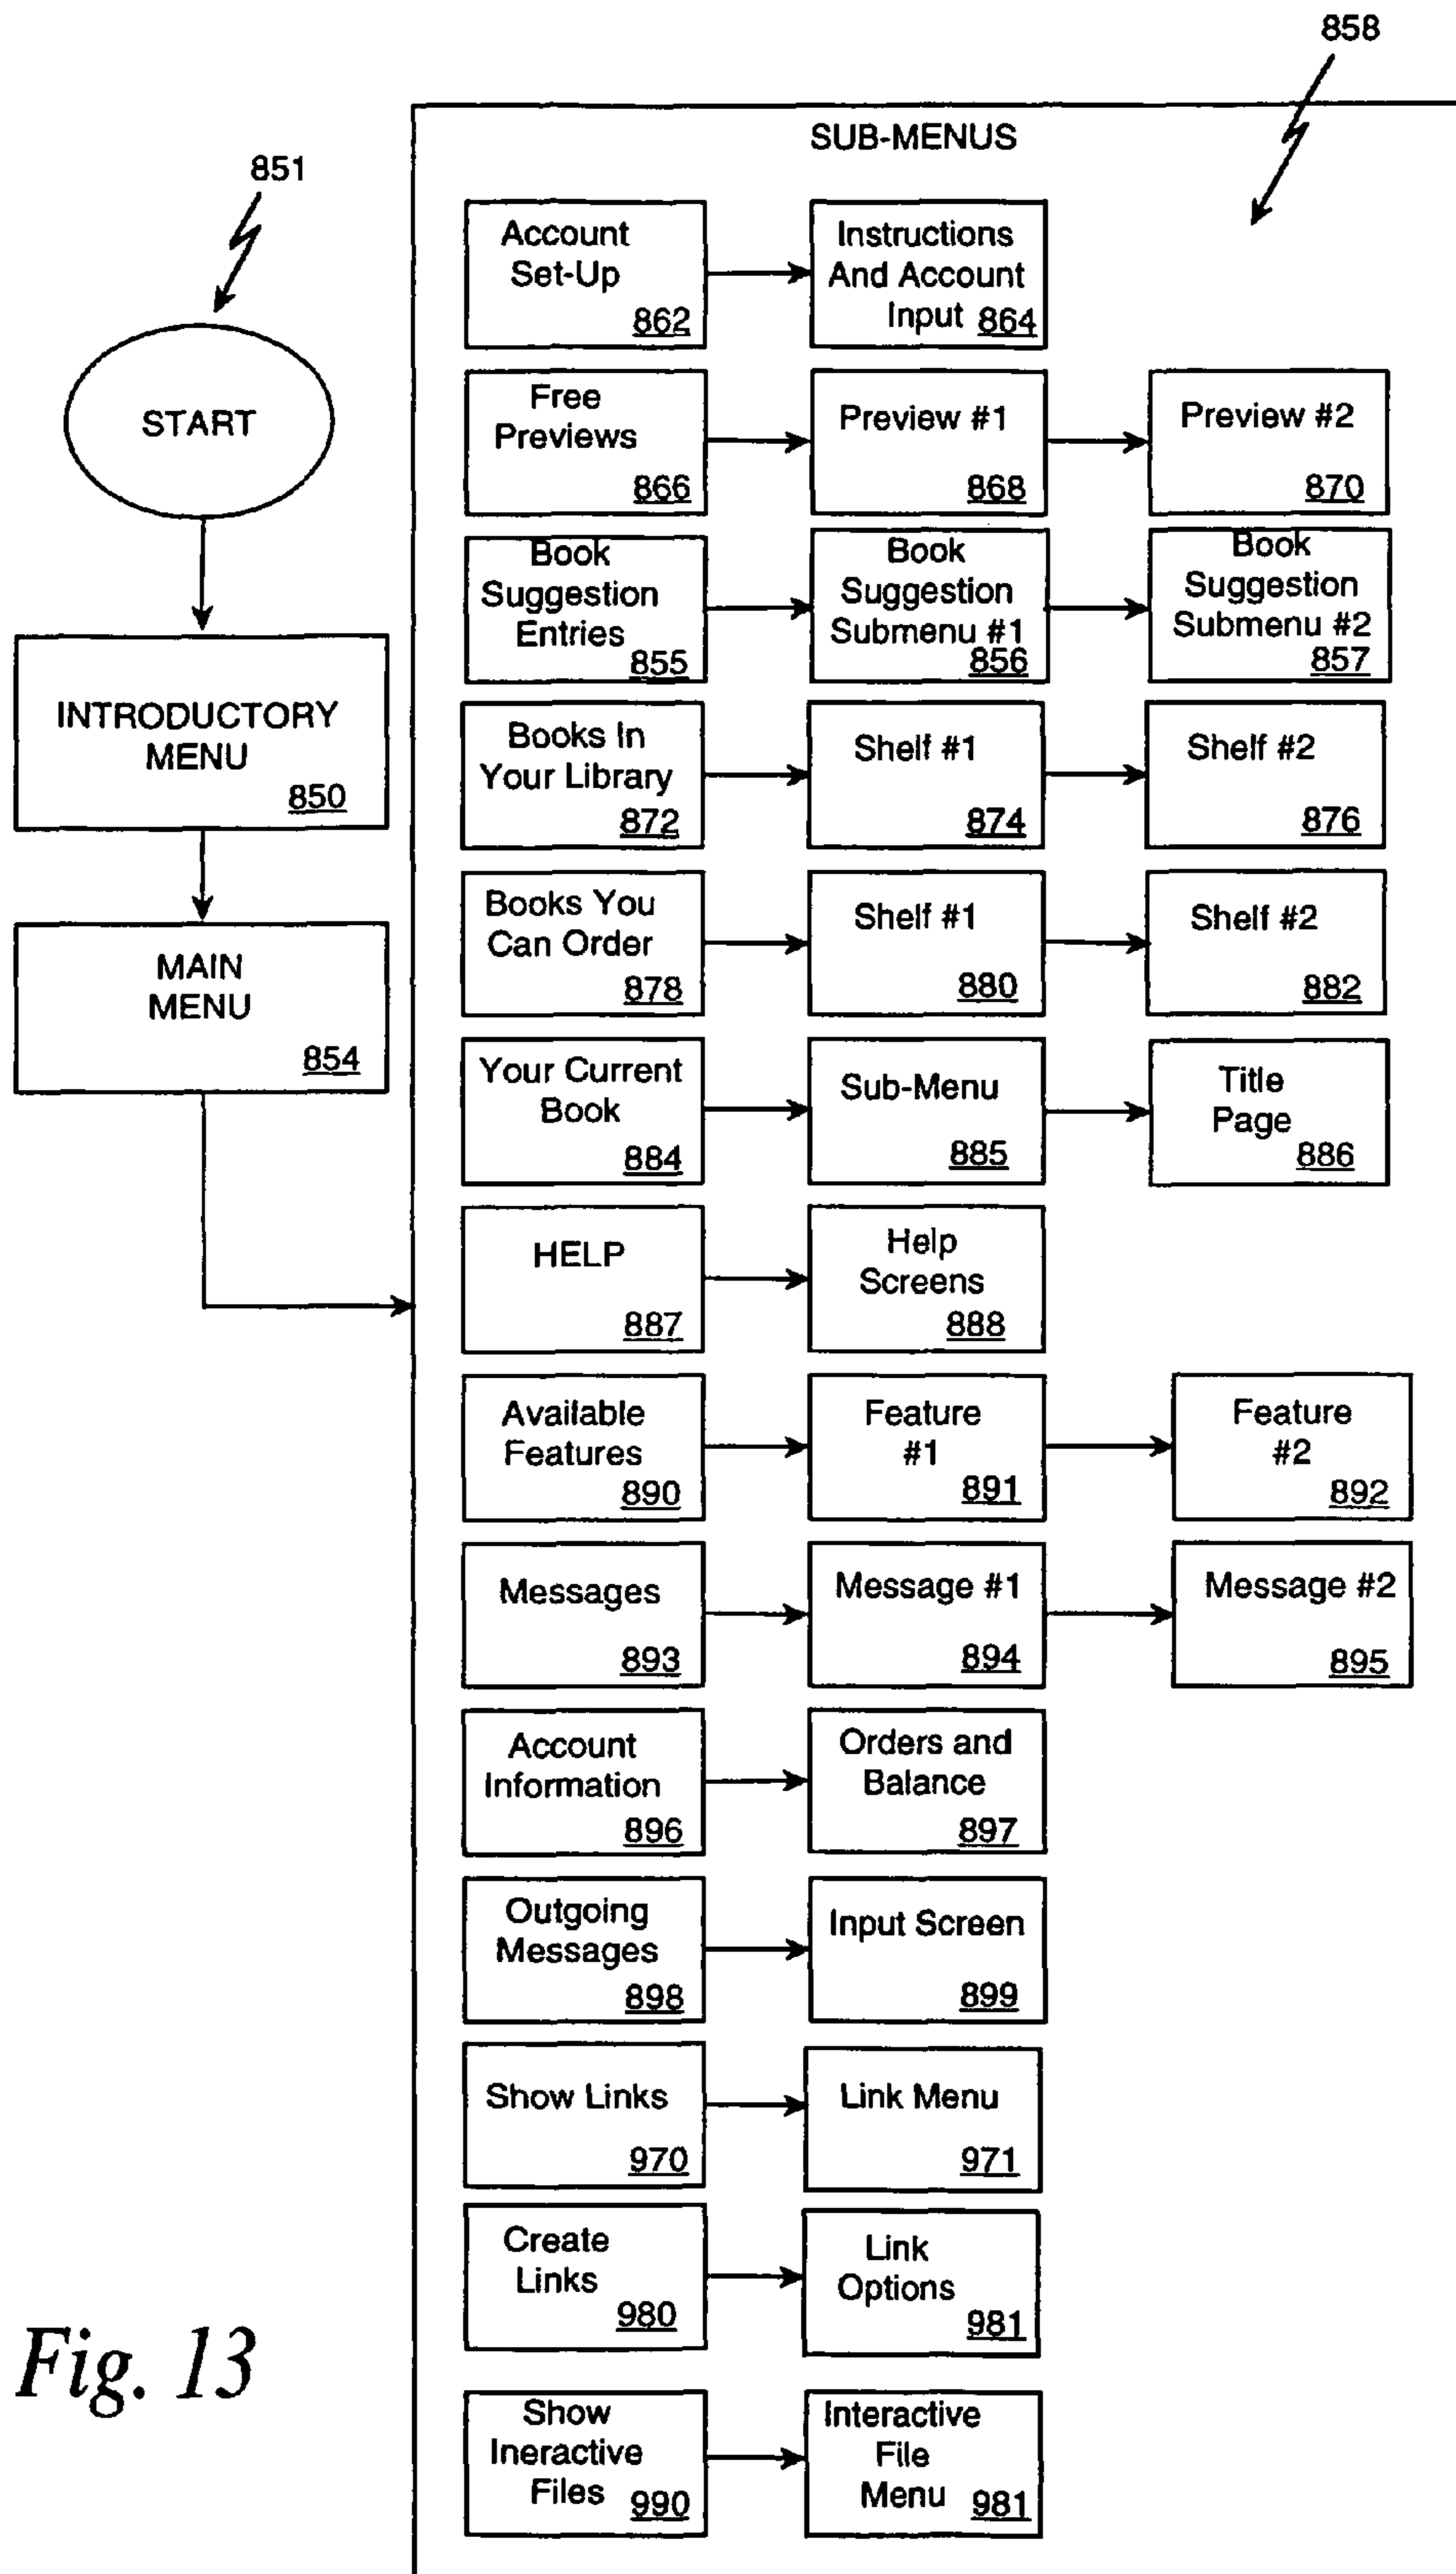 858
SUB-MENUS
851
START
INTRODUCTORY
MENU
850
MAIN
MENU
854
Account
Set-Up
862
Instructions
And Account
Input 864
Free
Previews
866
Preview #1
868
Preview #2
870
Book
Suggestion
Entries
855
Book
Suggestion
Submenu #1
856
Book
Suggestion
Submenu #2
857
Books In
Your Library
872
Shelf #1
874
Shelf #2
876
Books You
Can Order
878
Shelf #1
880
Shelf #2
882
Your Current
Book
884
Sub-Menu
885
Title
Page
886
HELP
887
Help
Screens
888
Available
Features
890
Feature
#1
891
Feature
#2
892
Messages
893
Message #1
894
Message #2
895
Account
Information
896
Orders and
Balance
897
Outgoing
Messages
898
Input Screen
899
Show Links
970
Link Menu
971
Create
Links
980
Link
Options
981
Show
Ineractive
Files 990
Interactive
File
Menu 981
Fig. 13